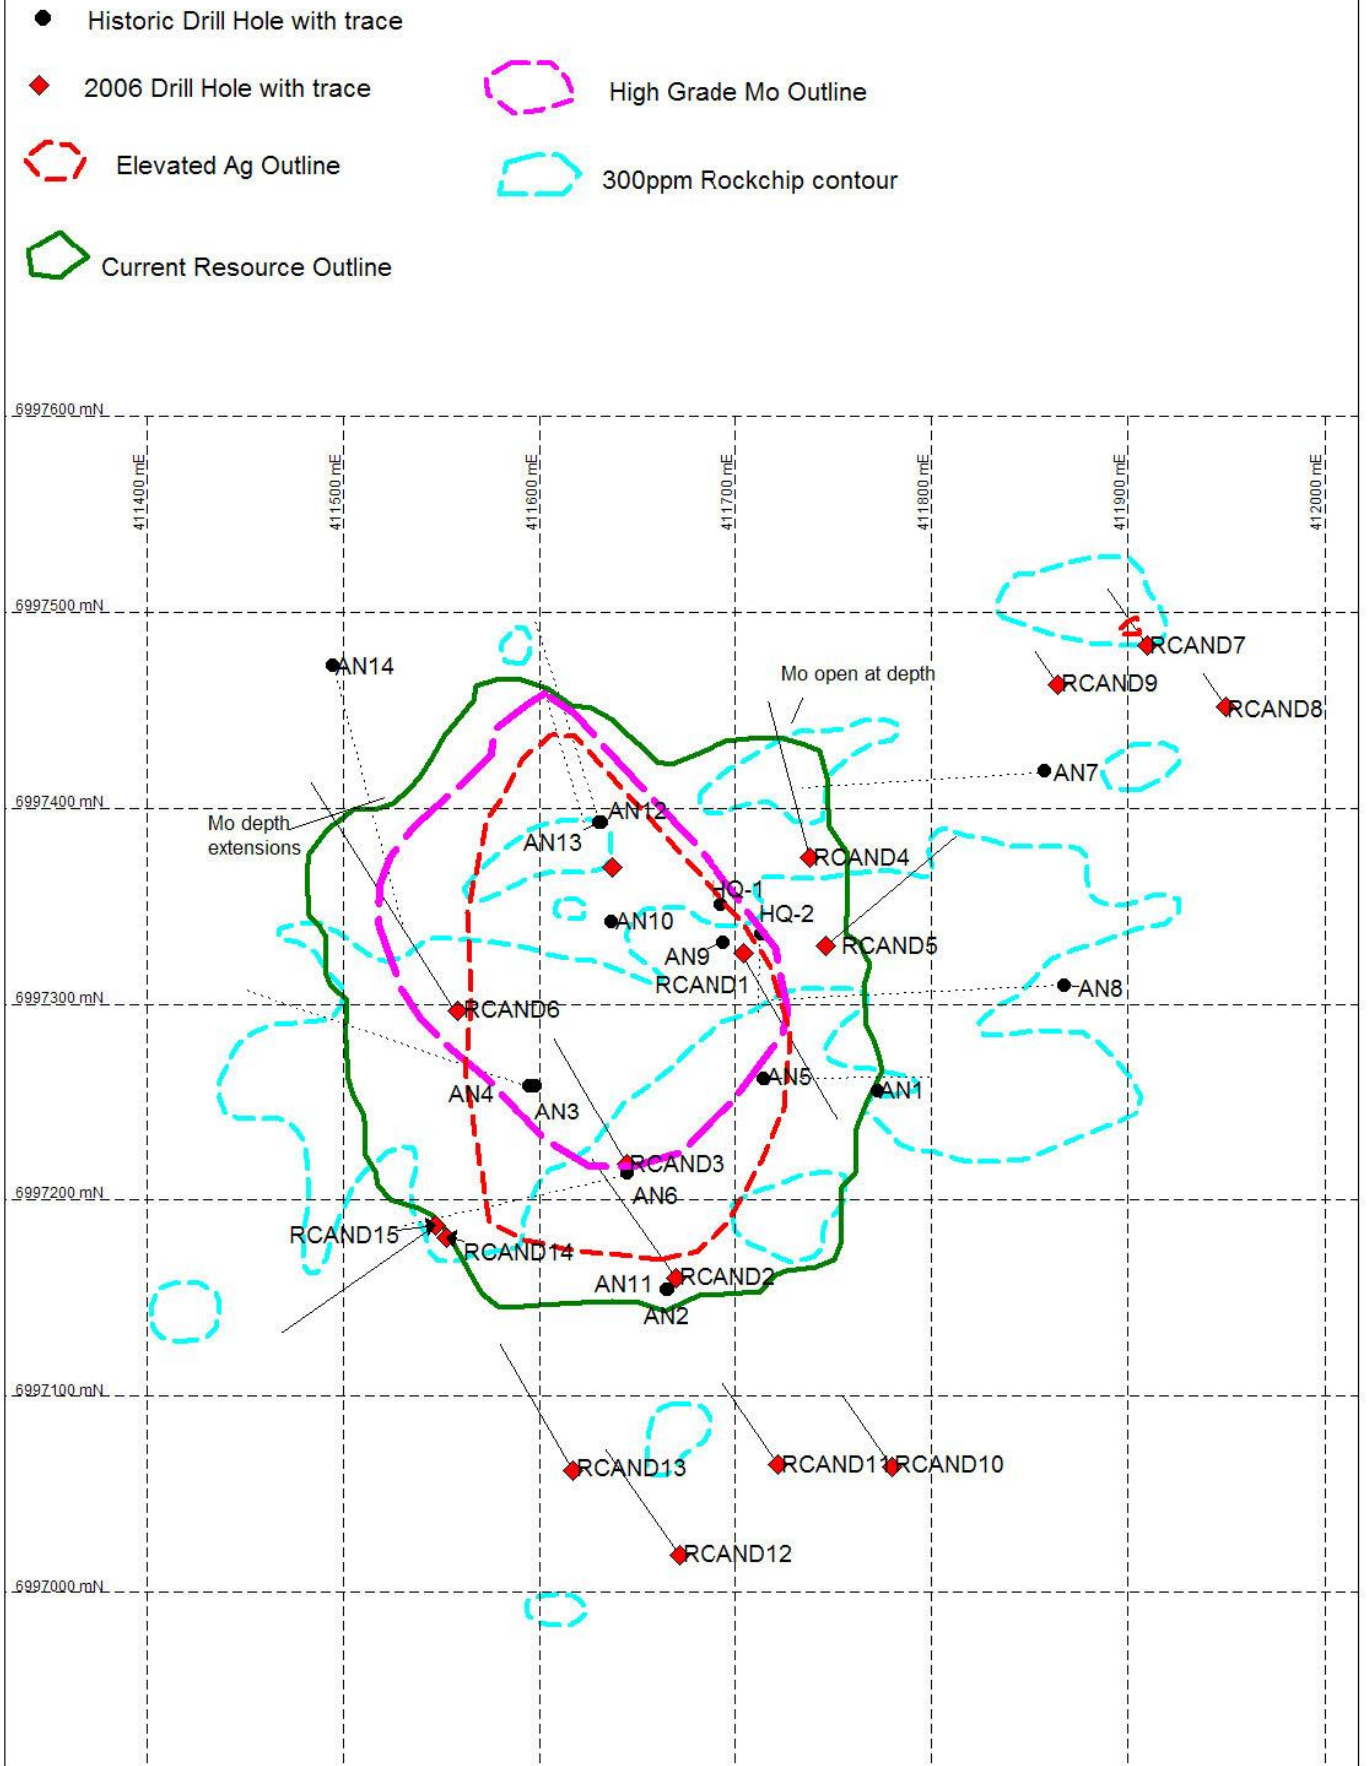 Historic Drill Hole with trace
2006 Drill Hole with trace
High Grade Mo Outline
Elevated Ag Outline
300ppm Rockchip contour
Current Resource Outline
6997600 mN
411400 mE
411500 mE
411600 mE
411700 mE
411800 mE
411900 mE
412000 mE
6997500 mN
RCAND7
AN14
Mo open at depth
RCAND9
RCAND8
AN7
6997400 mN
AN12
Mo depth
extensions
AN13
RCAND4
HQ-1
HQ-2
AN10
RCAND5
AN9
RCAND1
AN8
6997300 mN
RCAND6
AN5
AN1
AN4
AN3
RCAND3
AN6
6997200 mN
RCAND15
RCAND14
AN11
RCAND2
AN2
6997100 mN
RCAND13
RCAND11
RCAND10
RCAND12
6997000 mN